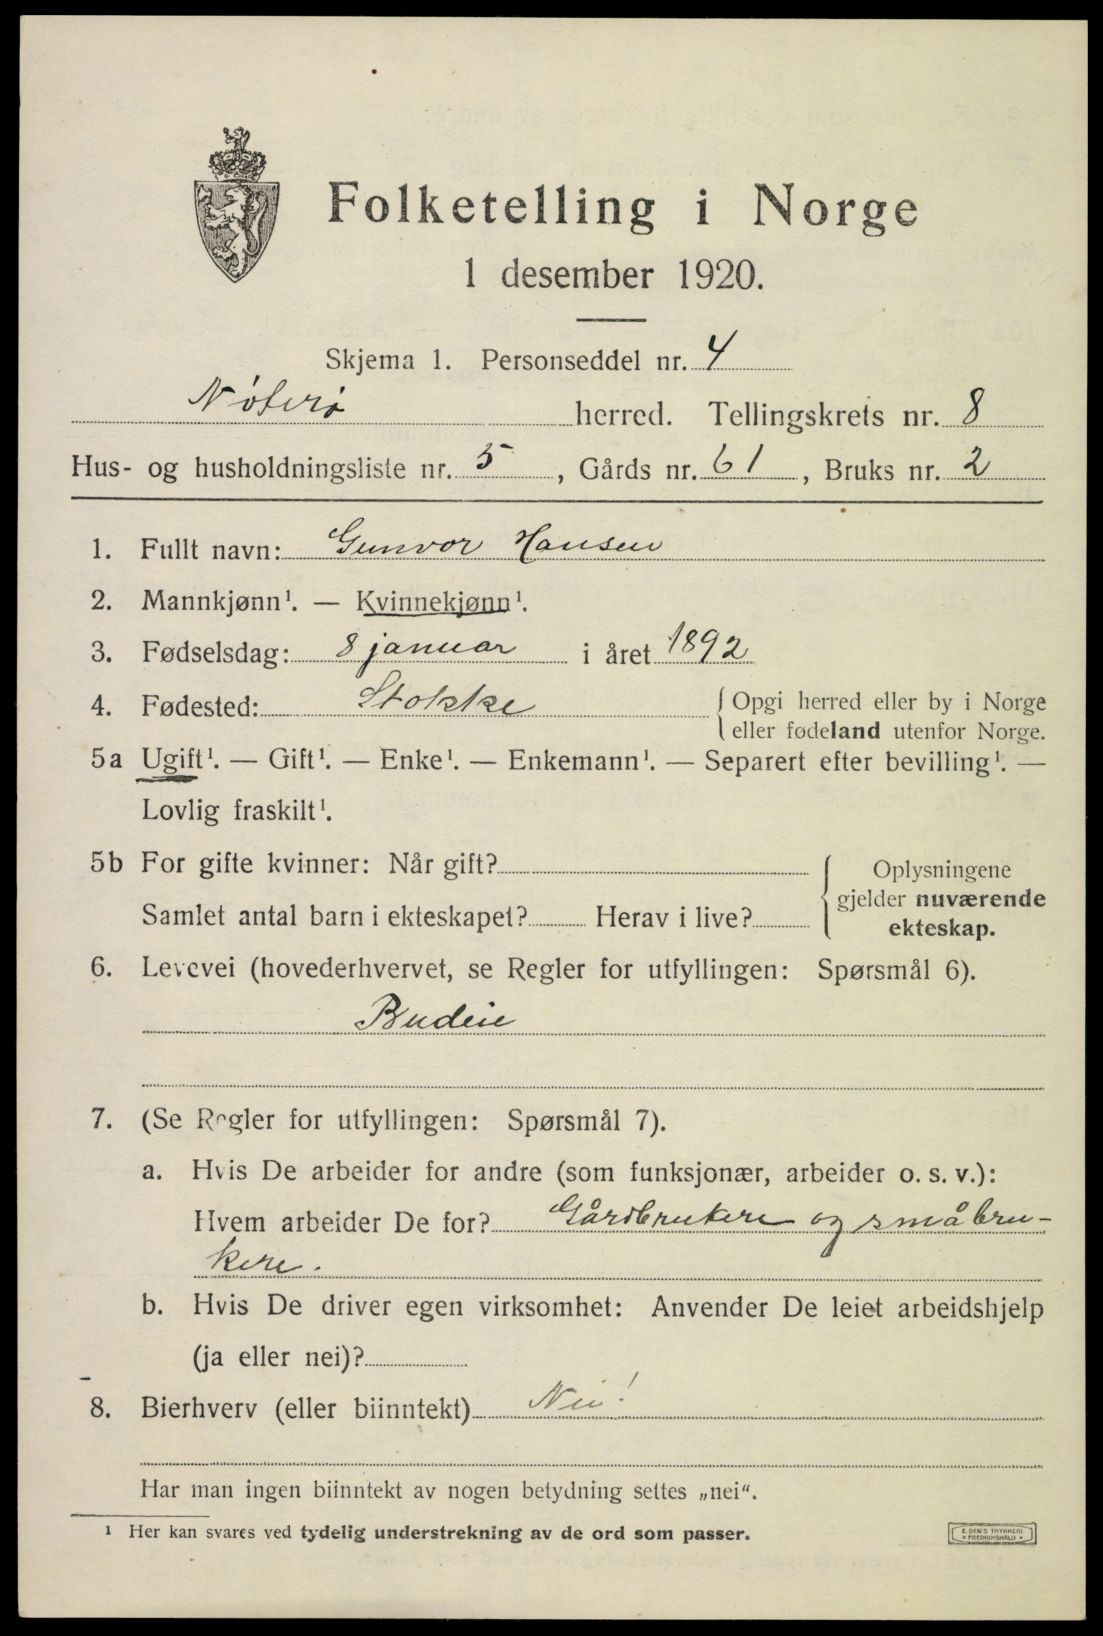 Folketelling i Norge
1 desember 1920.
Skjema 1. Personseddel nr. 4
Nøterø herred. Tellingskrets nr. 8
Hus- og husholdningsliste nr. 5, Gårds nr. 61, Bruks nr. 2
1. Fullt navn: Gunvor Hansen
2. Mannkjønn¹. — Kvinnekjønn¹.
3. Fødselsdag: 8 januar i året 1892
4. Fødested: Stokke { Opgi herred eller by i Norge
eller fødeland utenfor Norge.
5a Ugift¹. — Gift¹. — Enke¹. — Enkemann¹. — Separert efter bevilling¹. —
Lovlig fraskilt¹.
5b For gifte kvinner: Når gift?
Samlet antal barn i ekteskapet? Herav i live?
Oplysningene
gjelder nuværende
ekteskap.
6. Levevei (hovederhvervet, se Regler for utfyllingen: Spørsmål 6).
Budeie
7. (Se Regler for utfyllingen: Spørsmål 7).
a. Hvis De arbeider for andre (som funksjonær, arbeider o. s. v.):
Hvem arbeider De for? Gårdbrukere og småbru-
kere.
b. Hvis De driver egen virksomhet: Anvender De leiet arbeidshjelp
(ja eller nei)?
8. Bierhverv (eller biinntekt) Nei!
Har man ingen biinntekt av nogen betydning settes „nei“.
¹ Her kan svares ved tydelig understrekning av de ord som passer.
E. SEM'S TRYKKERI
FREDRIKSHALD